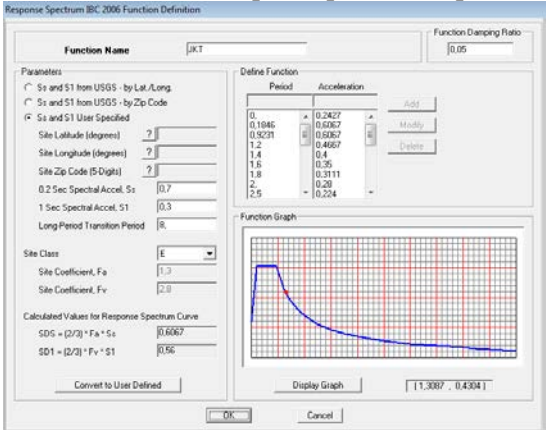 Response Spectrum IBC 2006 Function Definition
Function Name
JKT
Function Damping Ratio
0,05
Parameters
Ss and S1 from USGS - by Lat./Long.
Ss and S1 from USGS - by Zip Code
Ss and S1 User Specified
Site Latitude (degrees) ?
Site Longitude (degrees) ?
Site Zip Code (5-Digits) ?
0.2 Sec Spectral Accel, Ss 0,7
1 Sec Spectral Accel, S1 0,3
Long-Period Transition Period 8,
Site Class E
Site Coefficient, Fa 1,3
Site Coefficient, Fv 2,8
Calculated Values for Response Spectrum Curve
SDS = (2/3) * Fa * Ss 0,6067
SD1 = (2/3) * Fv * S1 0,56
Convert to User Defined
Define Function
Period Acceleration
0, 0,2427
0,1846 0,6067
0,9231 0,6067
1,2 0,4667
1,4 0,4
1,6 0,35
1,8 0,3111
2, 0,28
2,5 0,224
Add
Modify
Delete
Function Graph
Display Graph
(1,3087 , 0,4304)
OK
Cancel